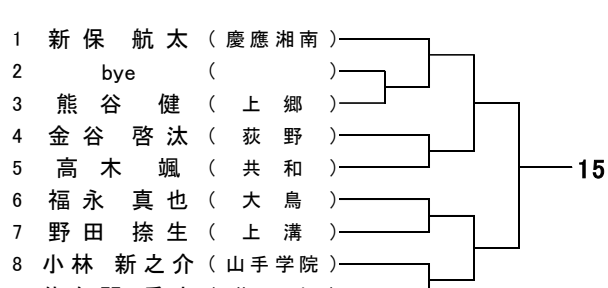 1 新保 航太 (慶應湘南)
2 bye ( )
3 熊谷 健 (上郷)
4 金谷 啓汰 (荻野)
5 高木 颯 (共和)
6 福永 真也 (大鳥)
7 野田 捺生 (上溝)
8 小林 新之介 (山手学院)
15